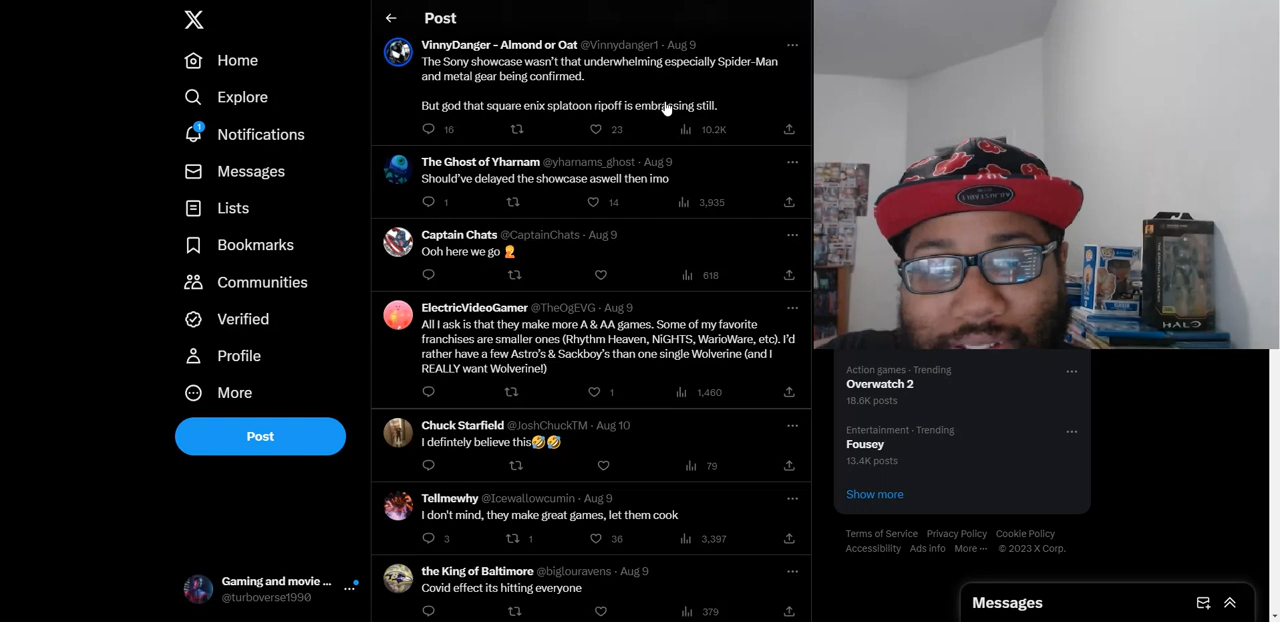 Post
Home
Explore
1
Notifications
Messages
Lists
Bookmarks
Communities
Verified
Profile
More
Post
Gaming and movie ...
@turboverse1990
VinnyDanger - Almond or Oat @Vinnydanger1 · Aug 9
The Sony showcase wasn't that underwhelming especially Spider-Man
and metal gear being confirmed.
But god that square enix splatoon ripoff is embrassing still.
16 23 10.2K
The Ghost of Yharnam @yharnams_ghost · Aug 9
Should've delayed the showcase aswell then imo
1 14 3,935
Captain Chats @CaptainChats · Aug 9
Ooh here we go 🤦
618
ElectricVideoGamer @TheOgEVG · Aug 9
All I ask is that they make more A & AA games. Some of my favorite
franchises are smaller ones (Rhythm Heaven, NiGHTS, WarioWare, etc). I'd
rather have a few Astro's & Sackboy's than one single Wolverine (and I
REALLY want Wolverine!)
1 1,460
Chuck Starfield @JoshChuckTM · Aug 10
I defintely believe this🤣🤣
79
Tellmewhy @Icewallowcumin · Aug 9
I don't mind, they make great games, let them cook
3 1 36 3,397
the King of Baltimore @biglouravens · Aug 9
Covid effect its hitting everyone
379
HALO
Action games · Trending
Overwatch 2
18.6K posts
Entertainment · Trending
Fousey
13.4K posts
Show more
Terms of Service Privacy Policy Cookie Policy
Accessibility Ads info More ··· © 2023 X Corp.
Messages